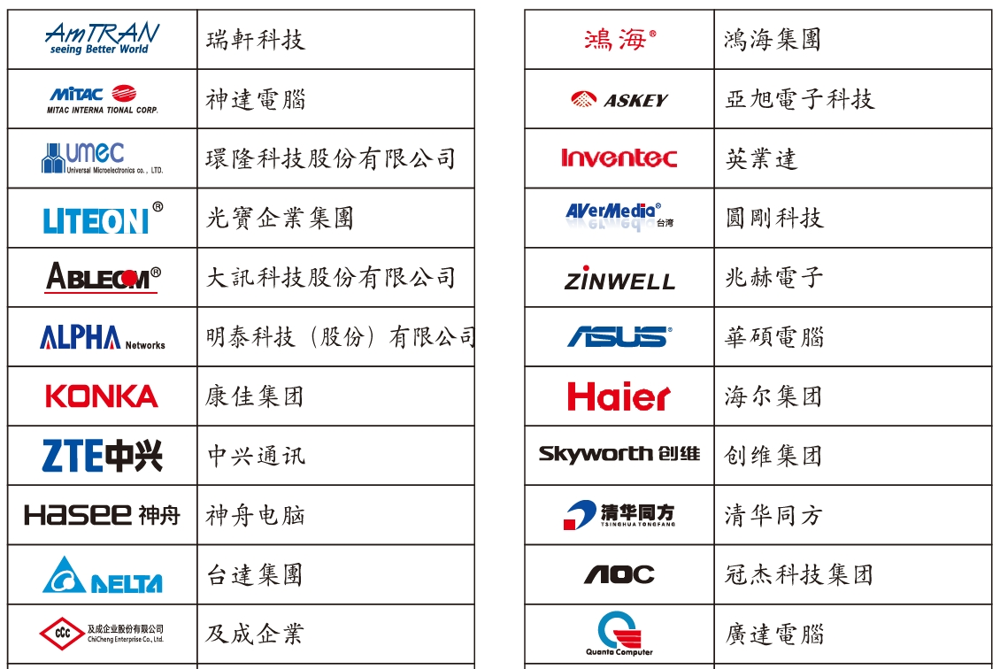 AmTRAN
seeing Better World
瑞軒科技
MiTAC
MITAC INTERNA TIONAL CORP.
神達電腦
umec
Universal Microelectronics co., LTD.
環隆科技股份有限公司
LITEON®
光寶企業集團
ABLECOM®
大訊科技股份有限公司
ALPHA Networks
明泰科技（股份）有限公司
KONKA
康佳集团
ZTE中兴
中兴通讯
Hasee 神舟
神舟电脑
DELTA
台達集團
CCC
及成企业股份有限公司
ChiCheng Enterprise Co., Ltd.
及成企業
鴻海®
鴻海集團
ASKEY
亞旭電子科技
Inventec
英業達
AVerMedia®
台湾
圓剛科技
ZiNWELL
兆赫電子
ASUS®
華碩電腦
Haier
海尔集团
Skyworth 创维
创维集团
清华同方
TSINGHUA TONGFANG
清华同方
AOC
冠杰科技集团
Quanta Computer
廣達電腦